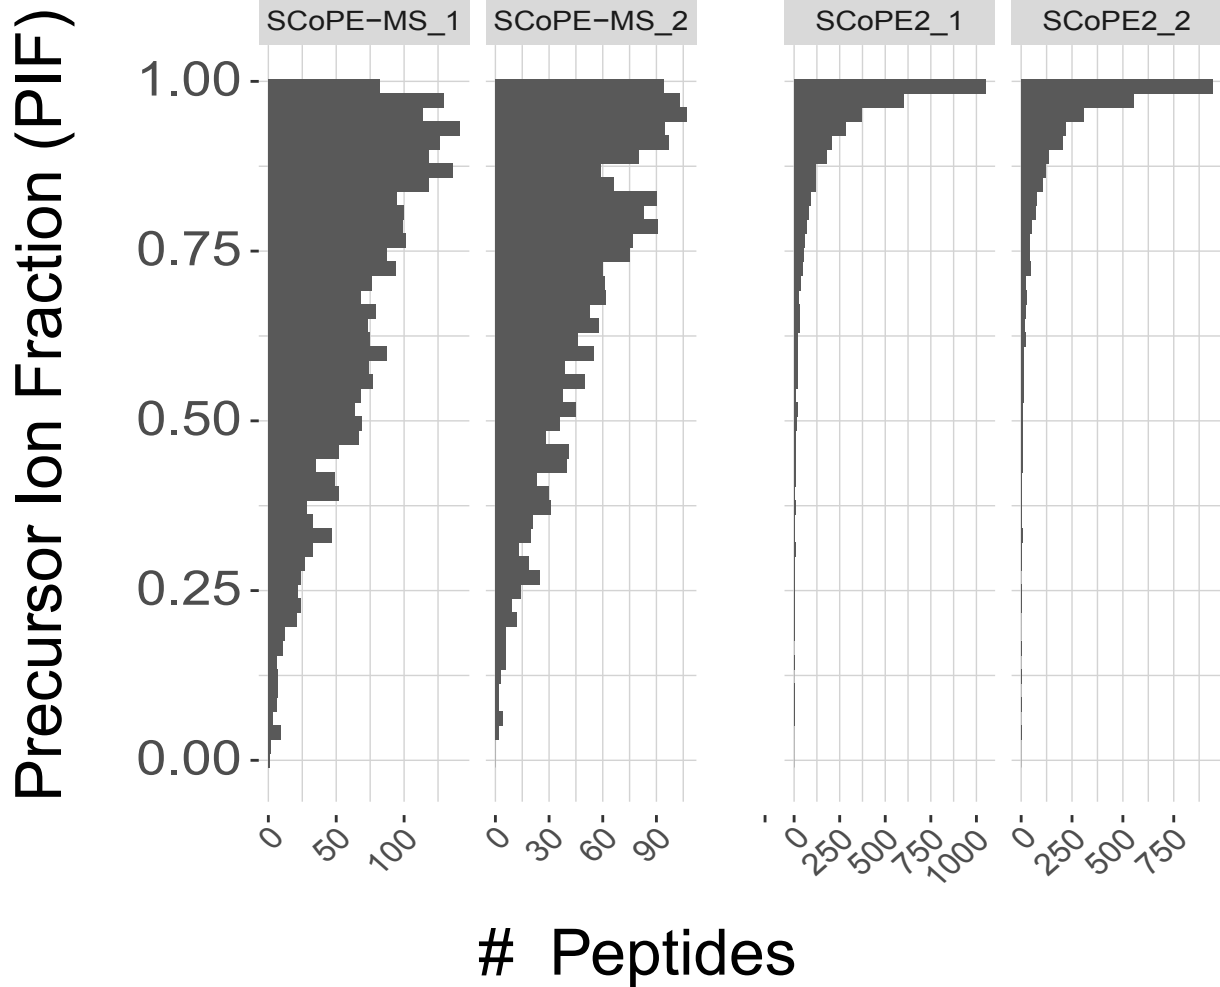 SCoPE−MS_1 SCoPE−MS_2 SCoPE2_1 SCoPE2_2
Precursor Ion Fraction (PIF)
1.00
0.75
0.50
0.25
0.00
0 50 100 0 30 60 90 0 250 500 750 1000 0 250 500 750
# Peptides